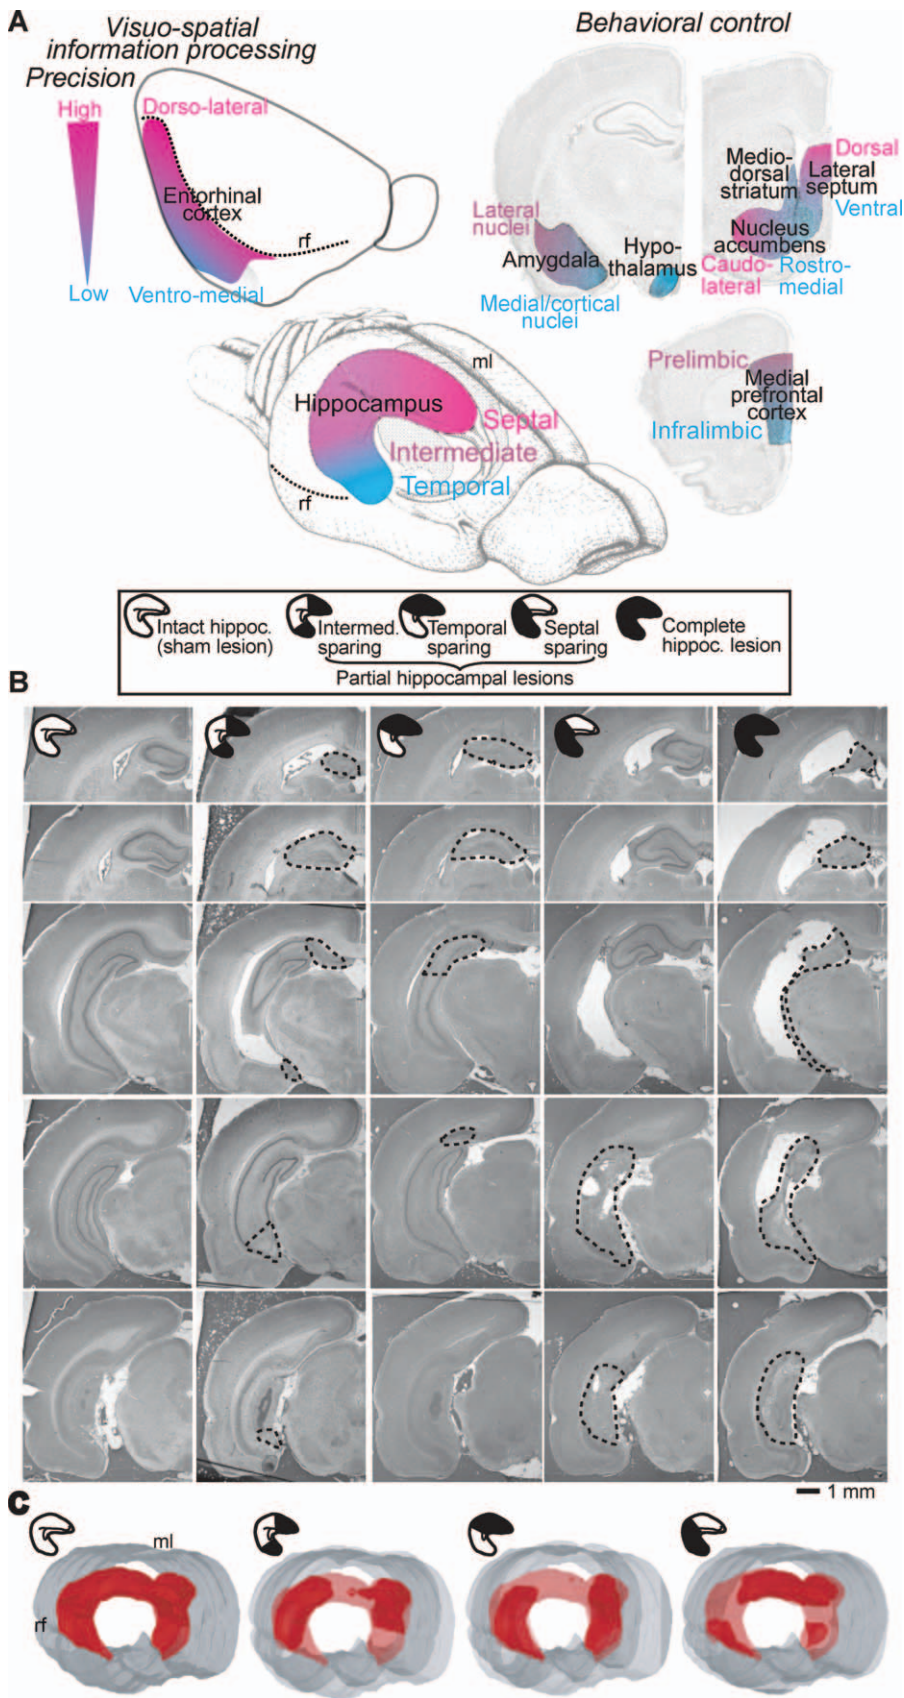 A
Visuo-spatial
information processing
Precision
High
Low
Dorso-lateral
Entorhinal
cortex
rf
Ventro-medial
Behavioral control
Lateral
nuclei
Amygdala
Medial/cortical
nuclei
Hypo-
thalamus
Medio-
dorsal
striatum
Dorsal
Lateral
septum
Ventral
Nucleus
accumbens
Caudo-
lateral
Rostro-
medial
ml
Hippocampus
Septal
Intermediate
Temporal
rf
Prelimbic
Medial
prefrontal
cortex
Infralimbic
Intact hippoc.
(sham lesion)
Intermed.
sparing
Temporal
sparing
Septal
sparing
Complete
hippoc. lesion
Partial hippocampal lesions
B
1 mm
C
ml
rf